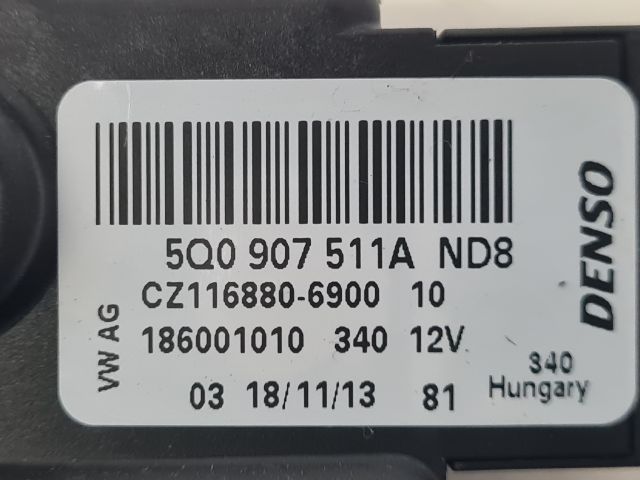 5Q0 907 511A ND8
CZ116880-6900 10
186001010 340 12V
03 18/11/13 81
VW AG
DENSO
340
Hungary